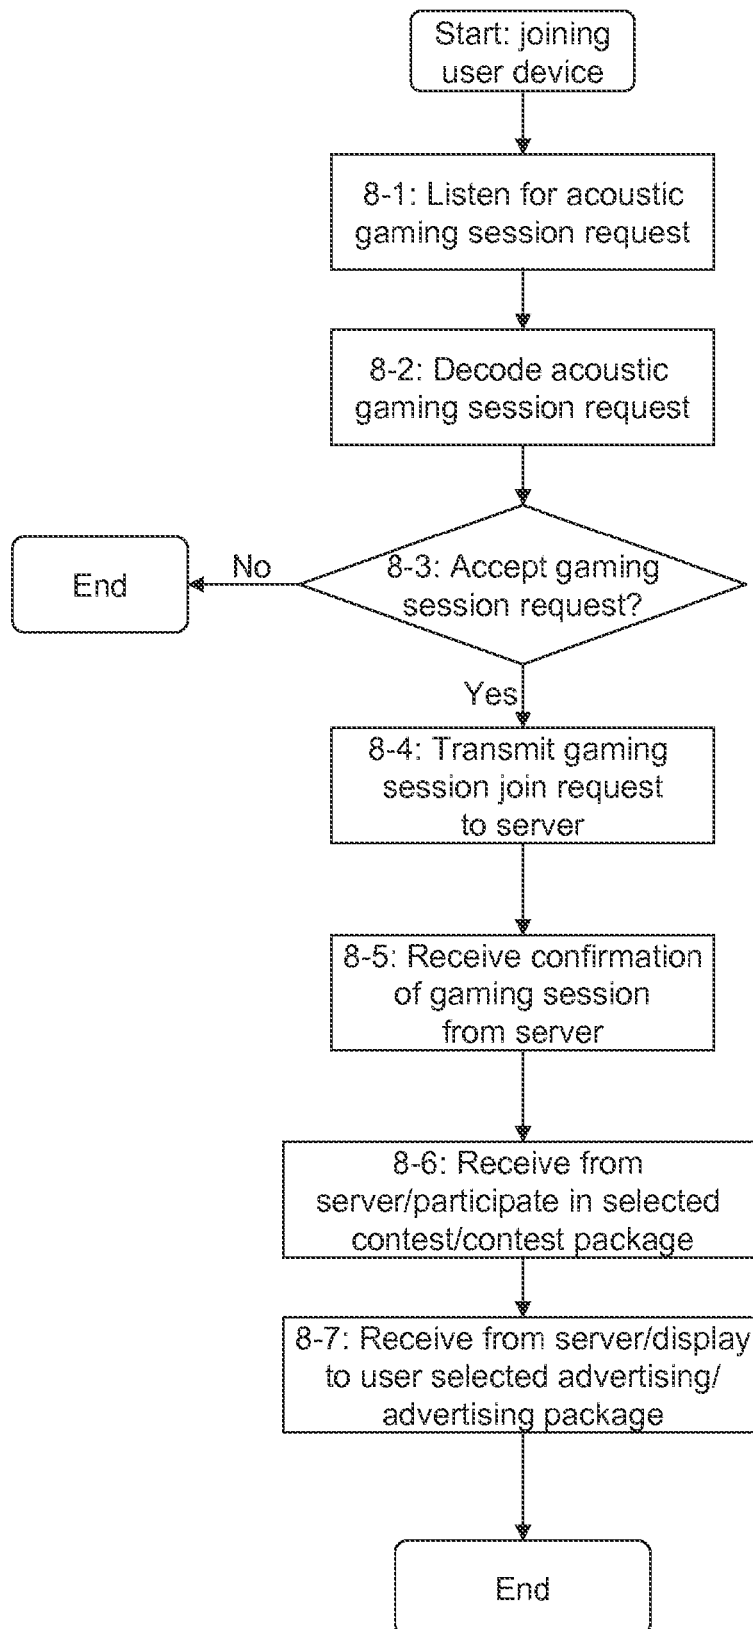 Start: joining
user device
8-1: Listen for acoustic
gaming session request
8-2: Decode acoustic
gaming session request
8-3: Accept gaming
session request?
No
End
Yes
8-4: Transmit gaming
session join request
to server
8-5: Receive confirmation
of gaming session
from server
8-6: Receive from
server/participate in selected
contest/contest package
8-7: Receive from server/display
to user selected advertising/
advertising package
End